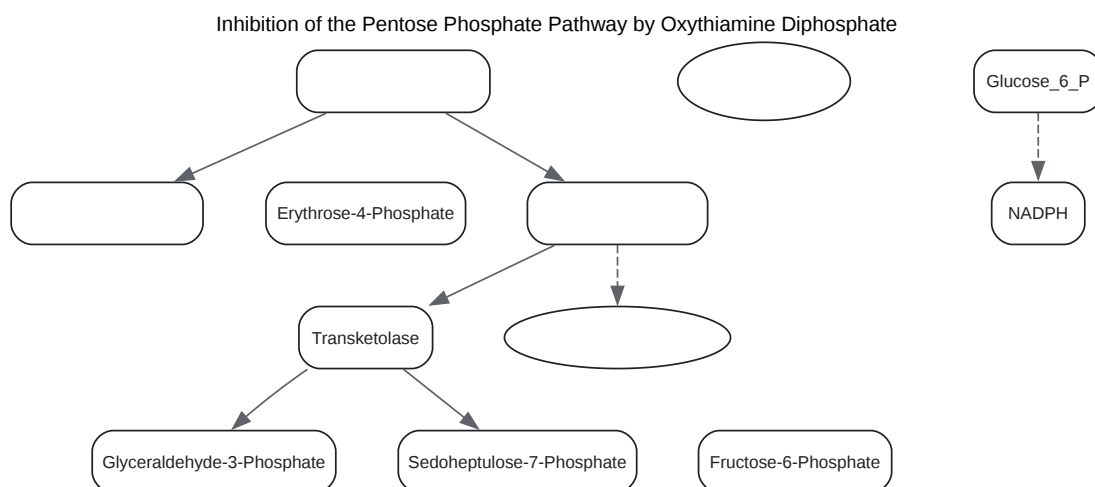 Inhibition of the Pentose Phosphate Pathway by Oxythiamine Diphosphate
Glucose_6_P
Erythrose-4-Phosphate
NADPH
Transketolase
Glyceraldehyde-3-Phosphate
Sedoheptulose-7-Phosphate
Fructose-6-Phosphate